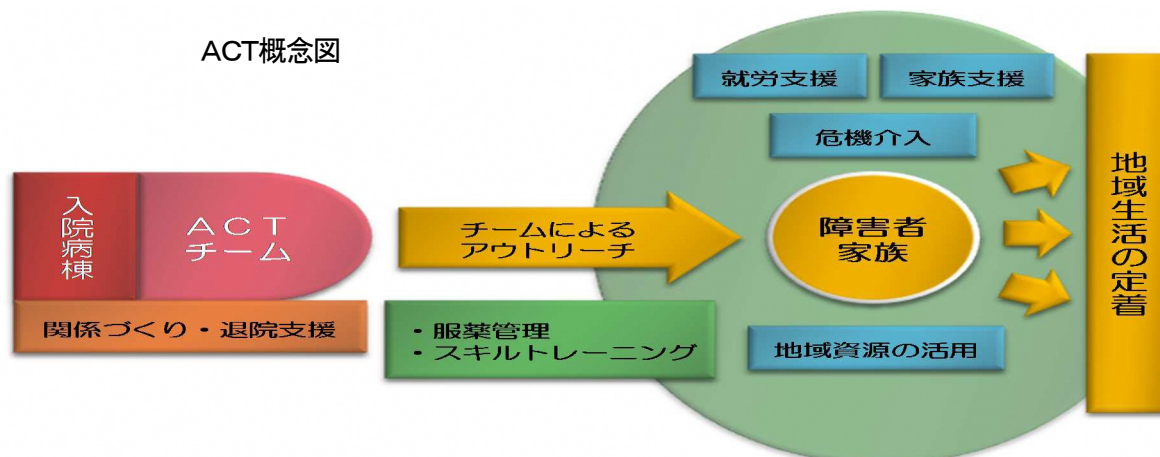 ACT概念図
就労支援
家族支援
危機介入
入院病棟
ACT
チーム
チームによる
アウトリーチ
障害者
家族
地域生活の定着
関係づくり・退院支援
・服薬管理
・スキルトレーニング
地域資源の活用